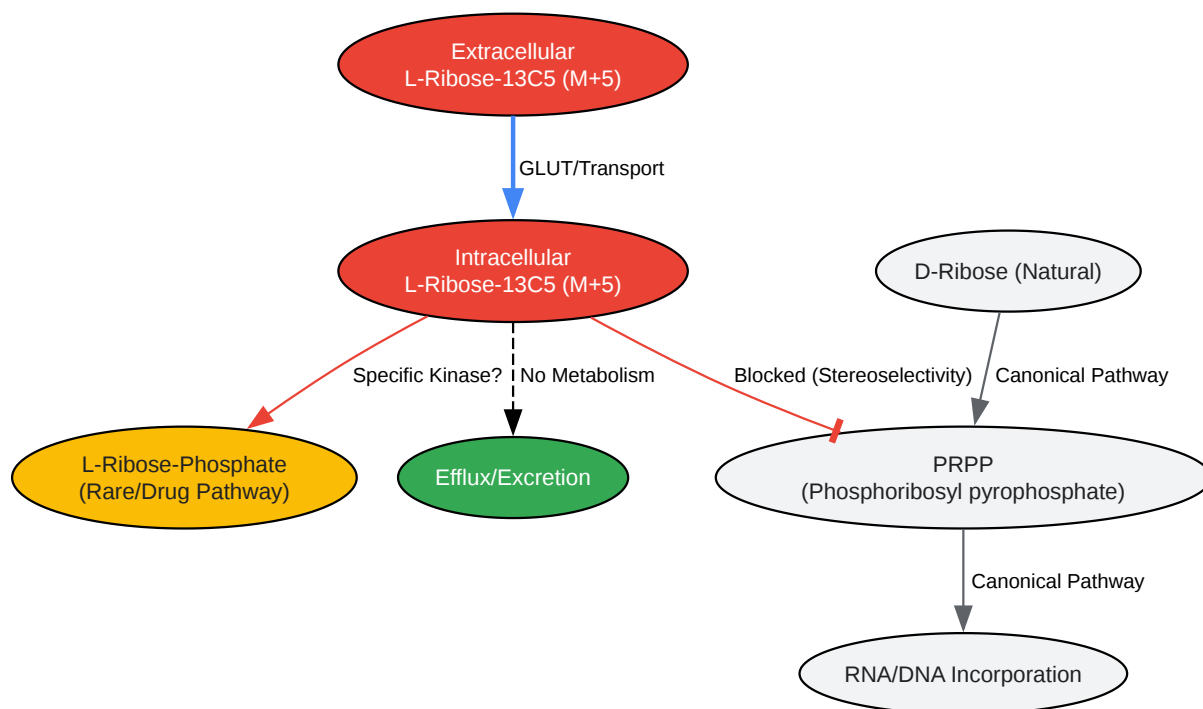 Extracellular
L-Ribose-13C5 (M+5)
GLUT/Transport
Intracellular
L-Ribose-13C5 (M+5)
D-Ribose (Natural)
Specific Kinase?
No Metabolism
Blocked (Stereoselectivity)
Canonical Pathway
L-Ribose-Phosphate
(Rare/Drug Pathway)
Efflux/Excretion
PRPP
(Phosphoribosyl pyrophosphate)
Canonical Pathway
RNA/DNA Incorporation